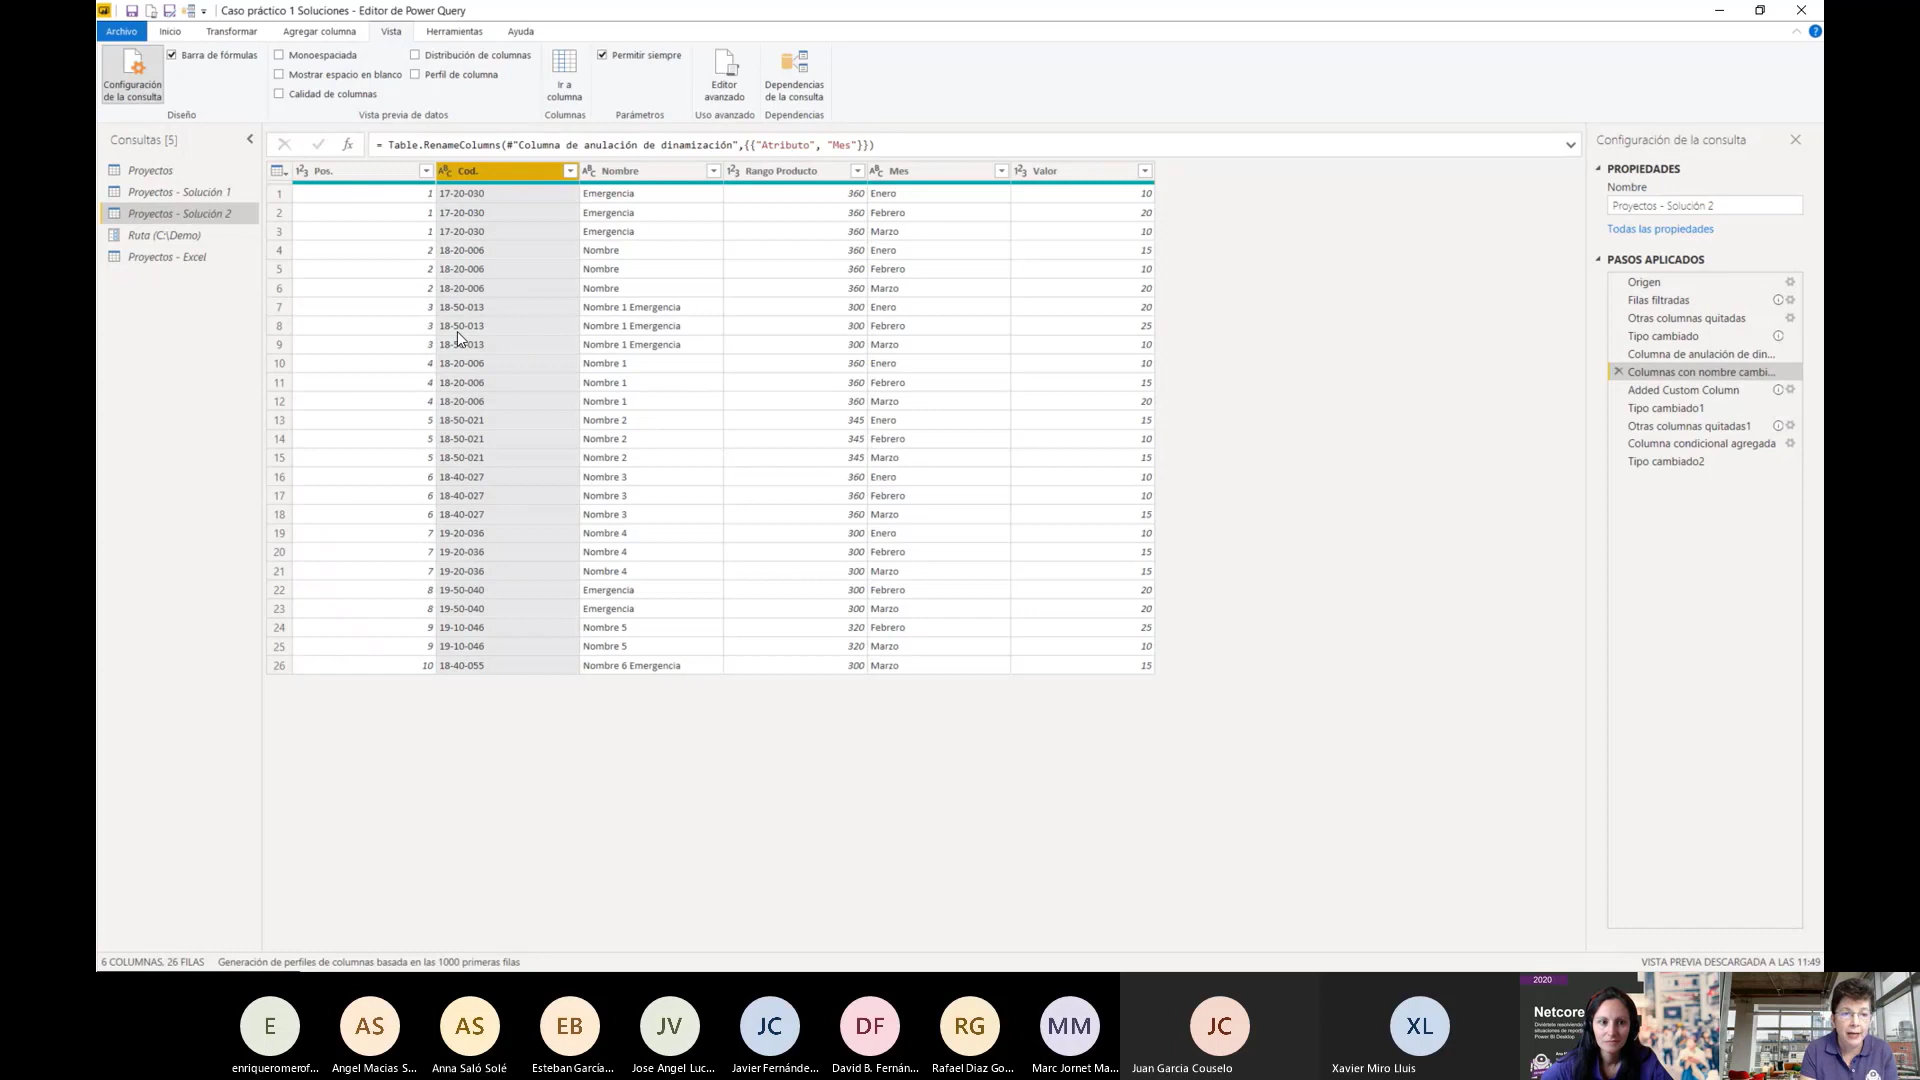 Caso práctico 1 Soluciones - Editor de Power Query
Archivo Inicio Transformar Agregar columna Vista Herramientas Ayuda
Configuración de la consulta
Barra de fórmulas
Diseño
Monoespaciada
Mostrar espacio en blanco
Calidad de columnas
Distribución de columnas
Perfil de columna
Vista previa de datos
Ir a columna
Columnas
Permitir siempre
Parámetros
Editor avanzado
Uso avanzado
Dependencias de la consulta
Dependencias
Consultas [5]
Proyectos
Proyectos - Solución 1
Proyectos - Solución 2
Ruta (C:\Demo)
Proyectos - Excel
fx = Table.RenameColumns(#"Columna de anulación de dinamización",{{"Atributo", "Mes"}})
Pos. Cod. Nombre Rango Producto Mes Valor
1 1 17-20-030 Emergencia 360 Enero 10
2 1 17-20-030 Emergencia 360 Febrero 20
3 1 17-20-030 Emergencia 360 Marzo 10
4 2 18-20-006 Nombre 360 Enero 15
5 2 18-20-006 Nombre 360 Febrero 10
6 2 18-20-006 Nombre 360 Marzo 20
7 3 18-50-013 Nombre 1 Emergencia 300 Enero 20
8 3 18-50-013 Nombre 1 Emergencia 300 Febrero 25
9 3 18-50-013 Nombre 1 Emergencia 300 Marzo 10
10 4 18-20-006 Nombre 1 360 Enero 10
11 4 18-20-006 Nombre 1 360 Febrero 15
12 4 18-20-006 Nombre 1 360 Marzo 20
13 5 18-50-021 Nombre 2 345 Enero 15
14 5 18-50-021 Nombre 2 345 Febrero 10
15 5 18-50-021 Nombre 2 345 Marzo 15
16 6 18-40-027 Nombre 3 360 Enero 10
17 6 18-40-027 Nombre 3 360 Febrero 10
18 6 18-40-027 Nombre 3 360 Marzo 15
19 7 19-20-036 Nombre 4 300 Enero 10
20 7 19-20-036 Nombre 4 300 Febrero 15
21 7 19-20-036 Nombre 4 300 Marzo 15
22 8 19-50-040 Emergencia 300 Febrero 20
23 8 19-50-040 Emergencia 300 Marzo 20
24 9 19-10-046 Nombre 5 320 Febrero 25
25 9 19-10-046 Nombre 5 320 Marzo 10
26 10 18-40-055 Nombre 6 Emergencia 300 Marzo 15
Configuración de la consulta
PROPIEDADES
Nombre
Proyectos - Solución 2
Todas las propiedades
PASOS APLICADOS
Origen
Filas filtradas
Otras columnas quitadas
Tipo cambiado
Columna de anulación de din...
Columnas con nombre cambi...
Added Custom Column
Tipo cambiado1
Otras columnas quitadas1
Columna condicional agregada
Tipo cambiado2
6 COLUMNAS, 26 FILAS Generación de perfiles de columnas basada en las 1000 primeras filas
VISTA PREVIA DESCARGADA A LAS 11:49
E AS AS EB JV JC DF RG MM JC XL
enriqueromerof... Angel Macias S... Anna Saló Solé Esteban García... Jose Angel Luc... Javier Fernánde... David B. Fernán... Rafael Diaz Go... Marc Jornet Ma... Juan Garcia Couselo Xavier Miro Lluis
2020
Netcore
Power BI Desktop